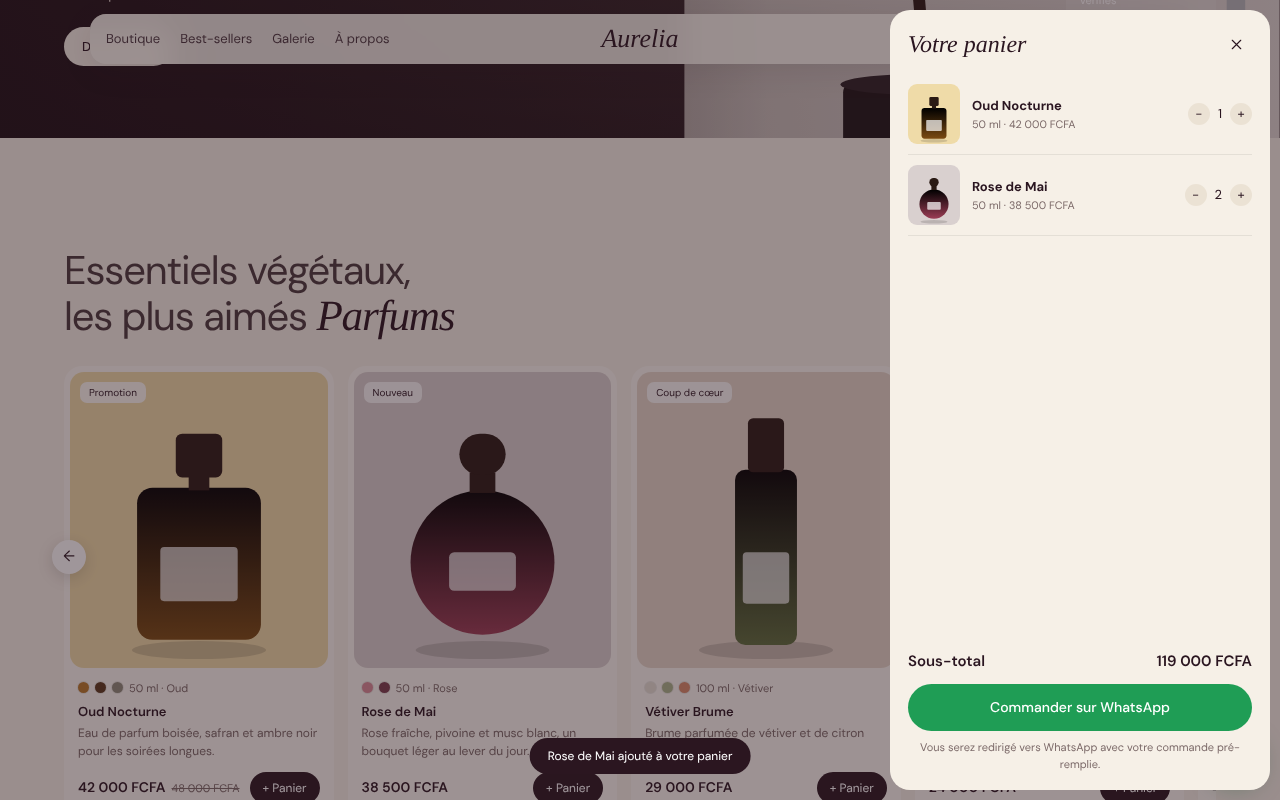 Boutique Best-sellers Galerie À propos
Aurelia
Essentiels végétaux,
les plus aimés Parfums
Promotion
50 ml · Oud
Oud Nocturne
Eau de parfum boisée, safran et ambre noir
pour les soirées longues.
42 000 FCFA 48 000 FCFA + Panier
Nouveau
50 ml · Rose
Rose de Mai
Rose fraîche, pivoine et musc blanc, un
bouquet léger au lever du jour.
38 500 FCFA + Panier
Coup de cœur
100 ml · Vétiver
Vétiver Brume
Brume parfumée de vétiver et de citron
29 000 FCFA + Panier
+ Panier
Rose de Mai ajouté à votre panier
Votre panier
Oud Nocturne
50 ml · 42 000 FCFA
− 1 +
Rose de Mai
50 ml · 38 500 FCFA
− 2 +
Sous-total 119 000 FCFA
Commander sur WhatsApp
Vous serez redirigé vers WhatsApp avec votre commande pré-
remplie.